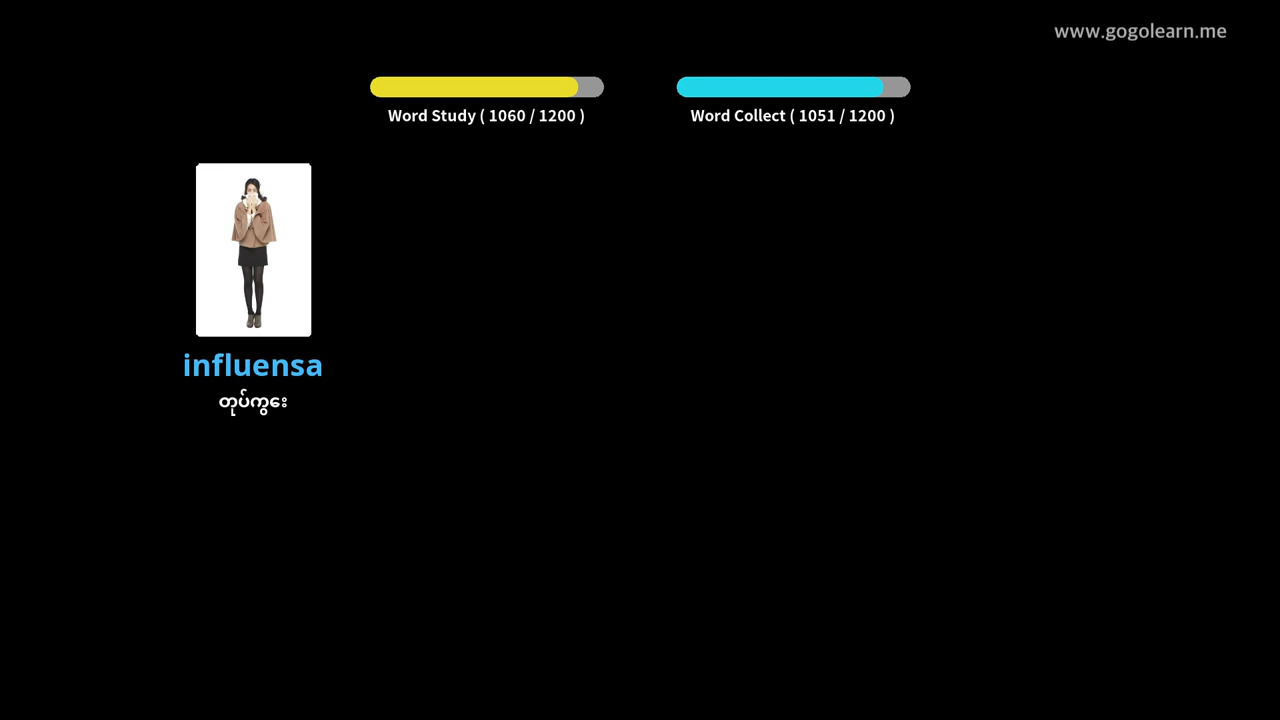 www.gogolearn.me
Word Study ( 1060 / 1200 )
Word Collect ( 1051 / 1200 )
influensa
တုပ်ကွေး